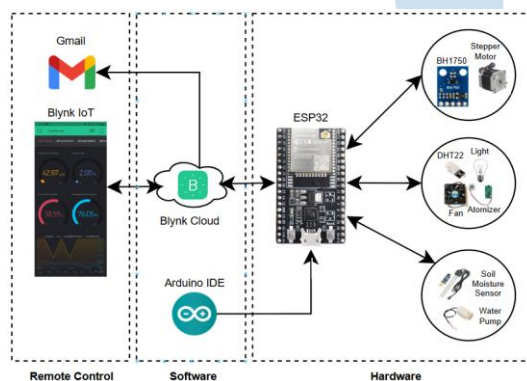 Gmail
Blynk IoT
Blynk Cloud
Arduino IDE
ESP32
BH1750
Stepper
Motor
DHT22
Light
Fan
Atomizer
Soil
Moisture
Sensor
Water
Pump
Remote Control
Software
Hardware